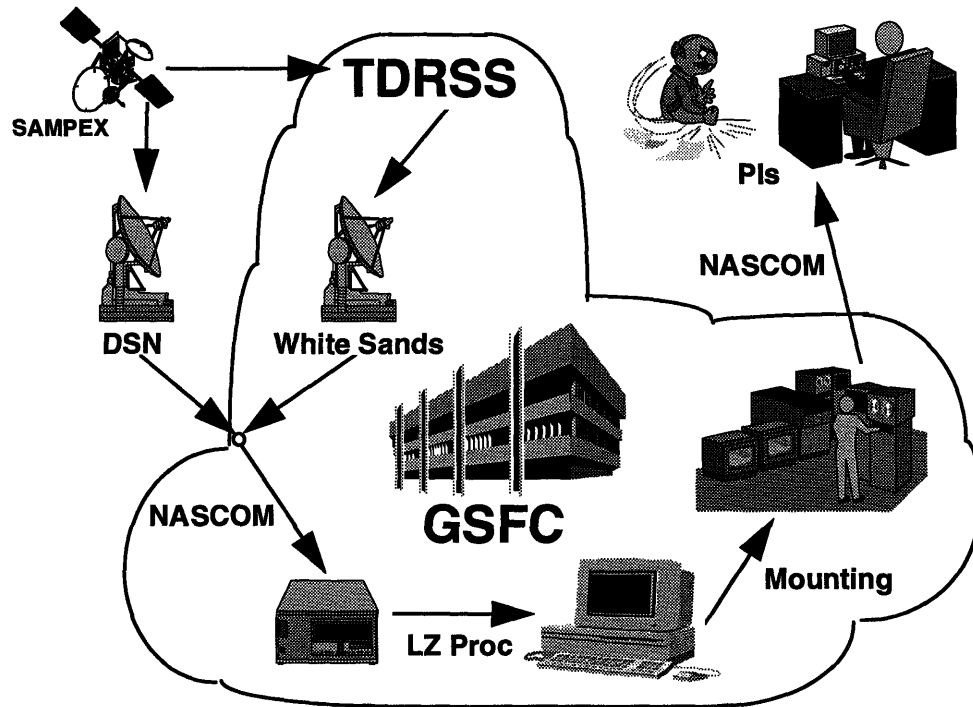 TDRSS
SAMPEX
PIs
NASCOM
DSN
White Sands
NASCOM
GSFC
Mounting
LZ Proc